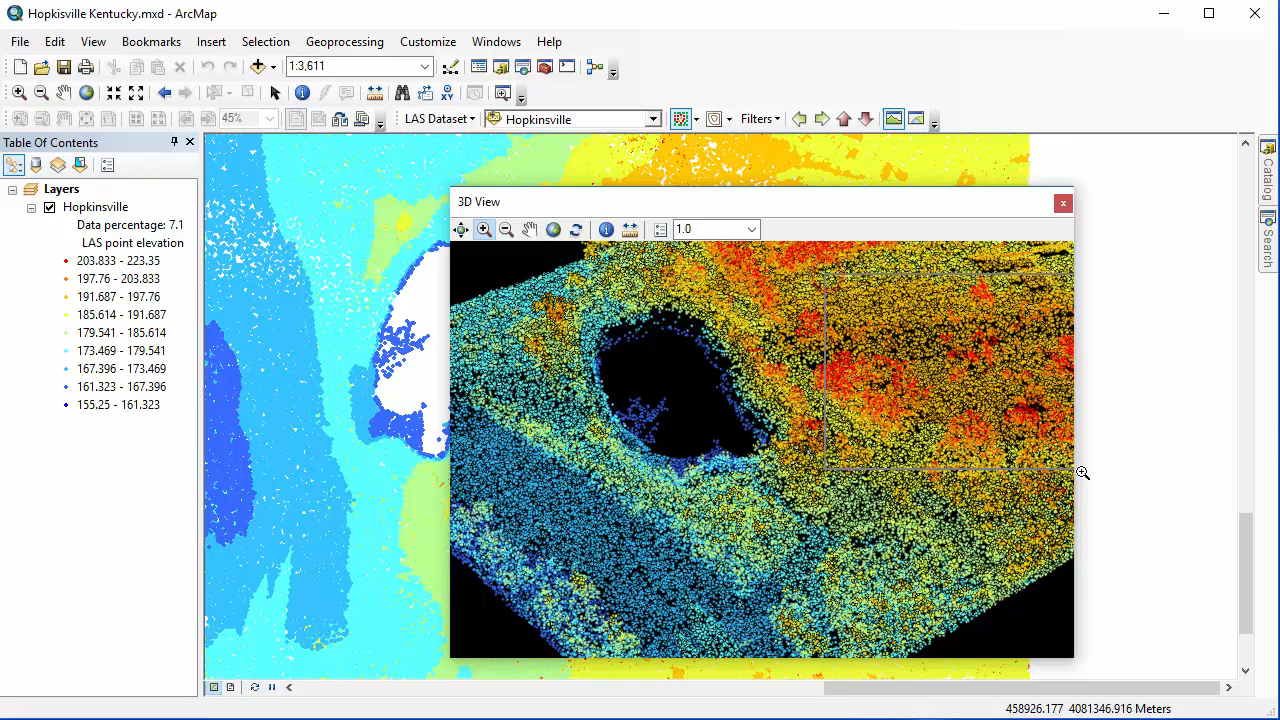 Hopkisville Kentucky.mxd - ArcMap
File Edit View Bookmarks Insert Selection Geoprocessing Customize Windows Help
1:3,611
45% LAS Dataset Hopkinsville Filters
Table Of Contents
Layers
Hopkinsville
Data percentage: 7.1
LAS point elevation
203.833 - 223.35
197.76 - 203.833
191.687 - 197.76
185.614 - 191.687
179.541 - 185.614
173.469 - 179.541
167.396 - 173.469
161.323 - 167.396
155.25 - 161.323
3D View
1.0
Catalog
Search
458926.177 4081346.916 Meters